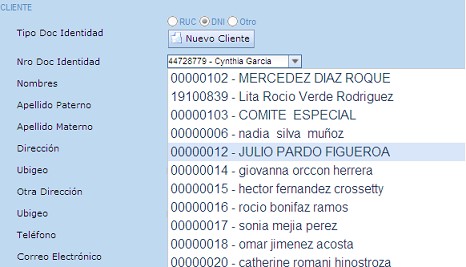 CLIENTE
RUC DNI Otro
Tipo Doc Identidad
Nuevo Cliente
Nro Doc Identidad
44728779 - Cynthia Garcia
Nombres
Apellido Paterno
Apellido Materno
Dirección
Ubigeo
Otra Dirección
Ubigeo
Teléfono
Correo Electrónico
00000102 - MERCEDEZ DIAZ ROQUE
19100839 - Lita Rocio Verde Rodriguez
00000103 - COMITE ESPECIAL
00000006 - nadia silva muñoz
00000012 - JULIO PARDO FIGUEROA
00000014 - giovanna orccon herrera
00000015 - hector fernandez crossetty
00000016 - rocio bonifaz ramos
00000017 - sonia mejia perez
00000018 - omar jimenez acosta
00000020 - catherine romani hinostroza